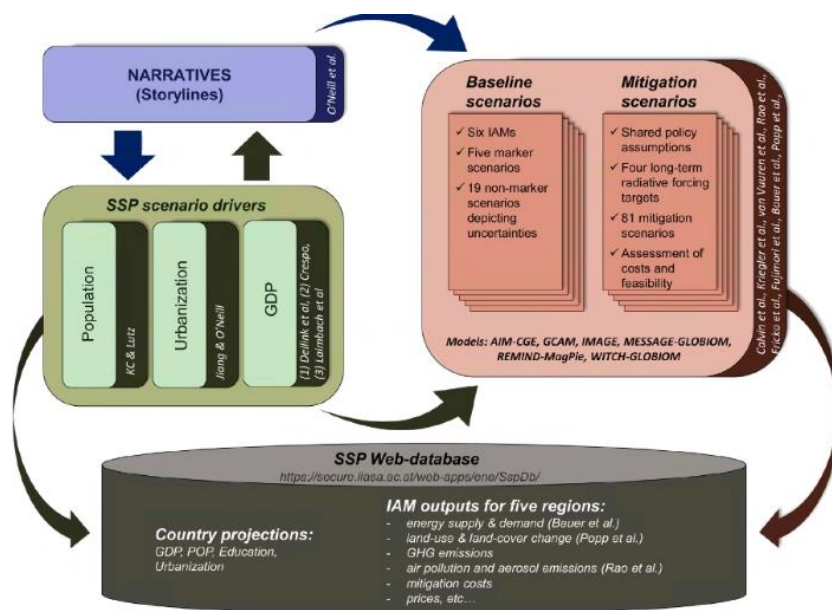 NARRATIVES
(Storylines)
O'Neill et al.
SSP scenario drivers
Population
KC & Lutz
Urbanization
Jiang & O'Neill
GDP
(1) Dellink et al, (2) Crespo,
(3) Leimbach et al
Baseline
scenarios
✓ Six IAMs
✓ Five marker
scenarios
✓ 19 non-marker
scenarios
depicting
uncertainties
Mitigation
scenarios
✓ Shared policy
assumptions
✓ Four long-term
radiative forcing
targets
✓ 81 mitigation
scenarios
✓ Assessment of
costs and
feasibility
Models: AIM-CGE, GCAM, IMAGE, MESSAGE-GLOBIOM,
REMIND-MagPie, WITCH-GLOBIOM
Calvin et al., Kriegler et al., van Vuuren et al., Rao et al.,
Fricko et al., Fujimori et al., Bauer et al., Popp et al.,
SSP Web-database
https://secure.iiasa.ac.at/web-apps/ene/SspDb/
Country projections:
GDP, POP, Education,
Urbanization
IAM outputs for five regions:
- energy supply & demand (Bauer et al.)
- land-use & land-cover change (Popp et al.)
- GHG emissions
- air pollution and aerosol emissions (Rao et al.)
- mitigation costs
- prices, etc...